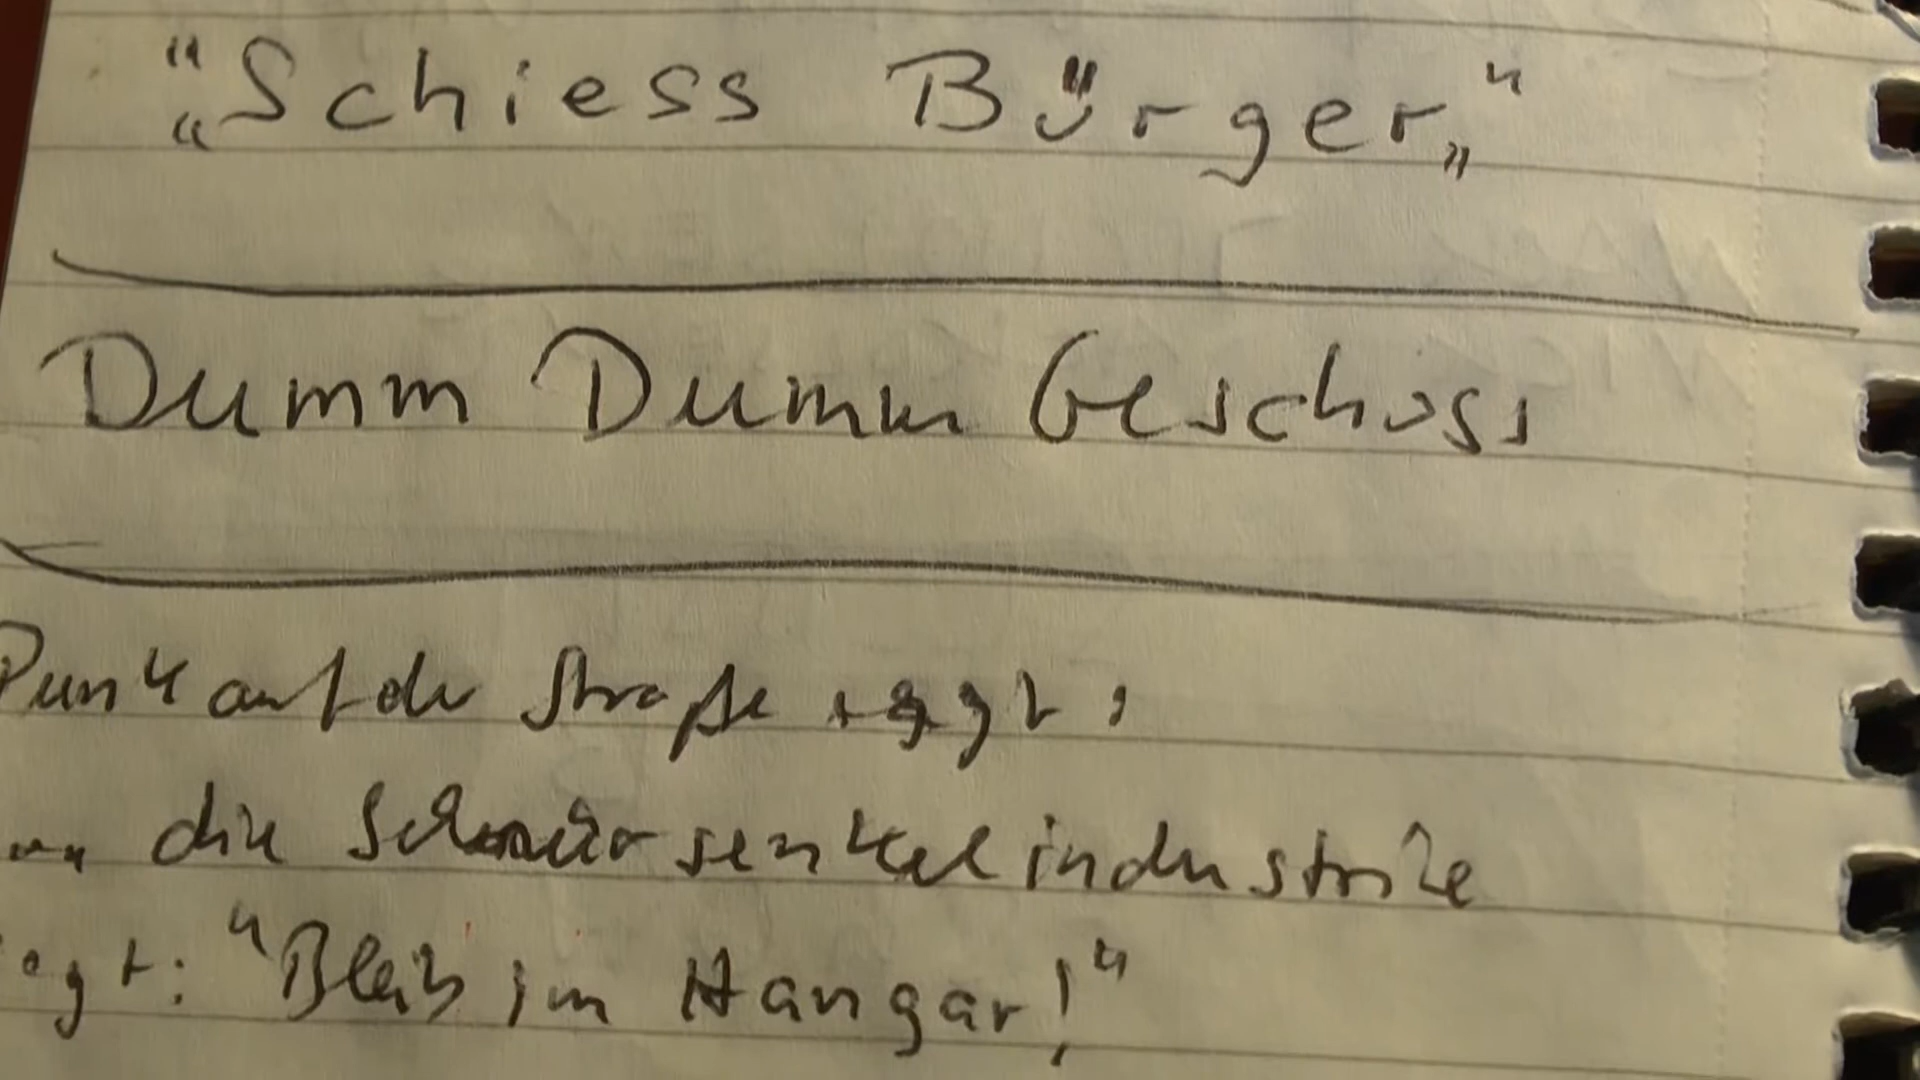 "„Schiess Bürger„"
Dumm Dumm Geschoss
Punk auf der Straße
die Schnürsenkelindustrie
"Bleib im Hangar!"